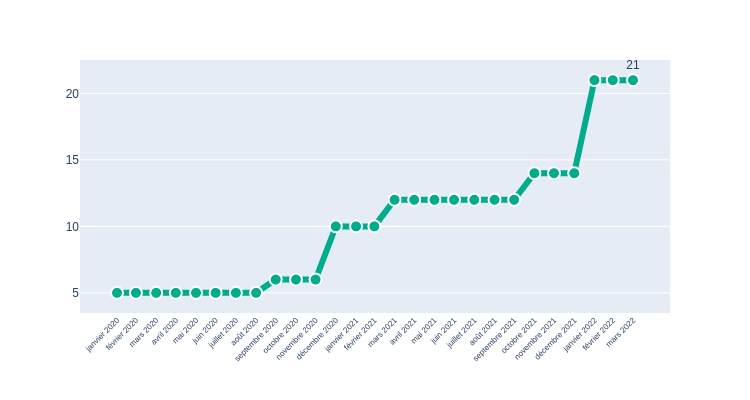 21
20
15
10
5
janvier 2020
février 2020
mars 2020
avril 2020
mai 2020
juin 2020
juillet 2020
août 2020
septembre 2020
octobre 2020
novembre 2020
décembre 2020
janvier 2021
février 2021
mars 2021
avril 2021
mai 2021
juin 2021
juillet 2021
août 2021
septembre 2021
octobre 2021
novembre 2021
décembre 2021
janvier 2022
février 2022
mars 2022